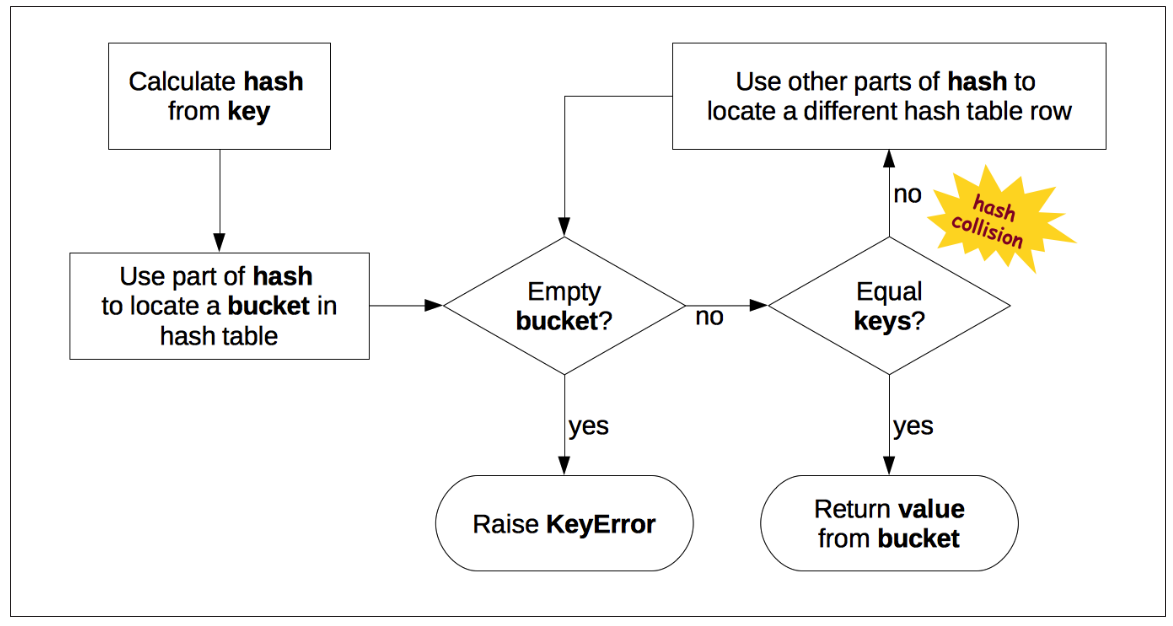 Calculate hash
from key
Use part of hash
to locate a bucket in
hash table
Empty
bucket?
yes
Raise KeyError
no
Equal
keys?
yes
Return value
from bucket
no
hash
collision
Use other parts of hash to
locate a different hash table row